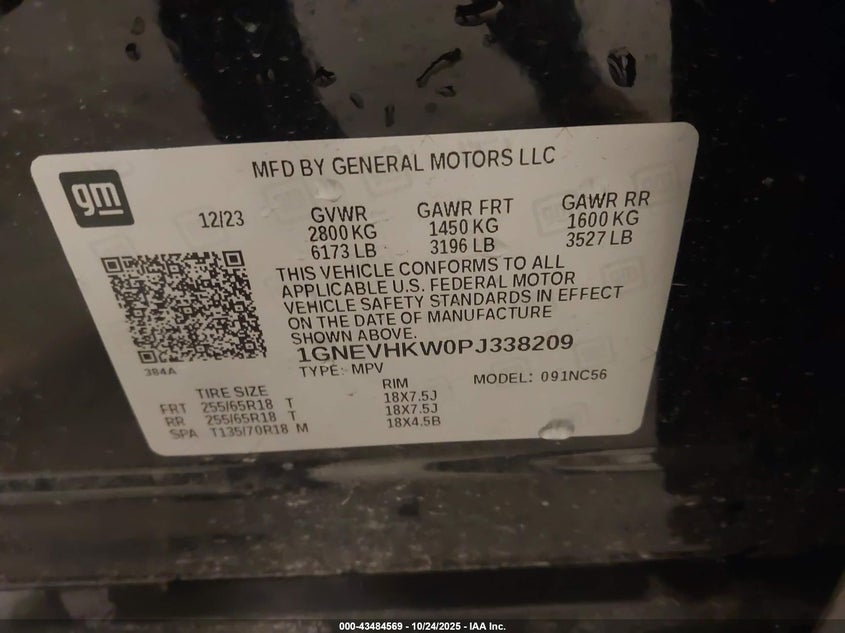 MFD BY GENERAL MOTORS LLC
gm
12/23
GVWR
2800 KG
6173 LB
GAWR FRT
1450 KG
3196 LB
GAWR RR
1600 KG
3527 LB
THIS VEHICLE CONFORMS TO ALL
APPLICABLE U.S. FEDERAL MOTOR
VEHICLE SAFETY STANDARDS IN EFFECT
ON THE DATE OF MANUFACTURE
SHOWN ABOVE.
1GNEVHKW0PJ338209
TYPE: MPV
MODEL: 091NC56
384A
TIRE SIZE RIM
FRT 255/65R18 T 18X7.5J
RR 255/65R18 T 18X7.5J
SPA T135/70R18 M 18X4.5B
000-43484569 - 10/24/2025 - IAA Inc.